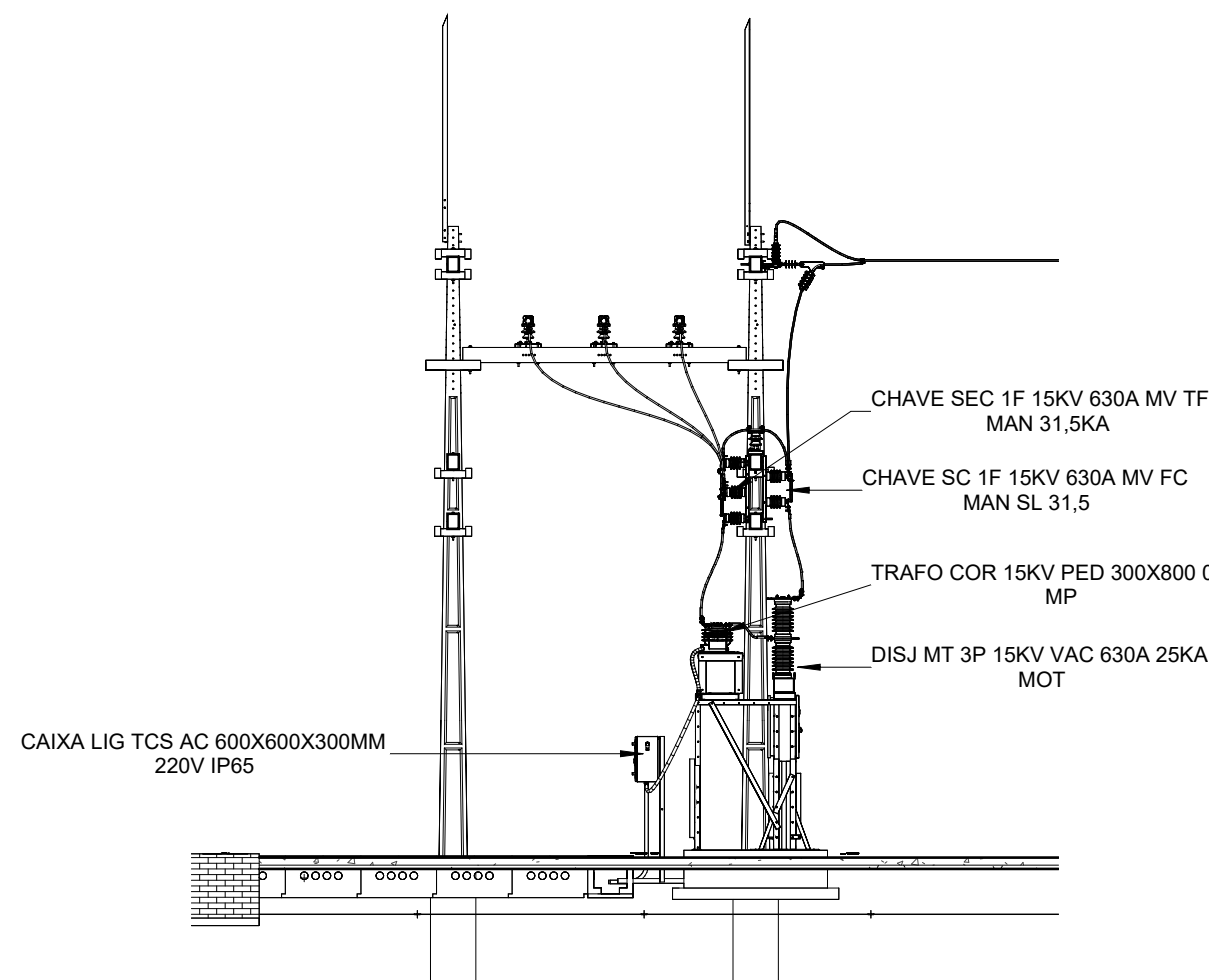 CHAVE SEC 1F 15KV 630A MV TF
MAN 31,5KA
CHAVE SC 1F 15KV 630A MV FC
MAN SL 31,5
TRAFO COR 15KV PED 300X800 0
MP
DISJ MT 3P 15KV VAC 630A 25KA
MOT
CAIXA LIG TCS AC 600X600X300MM
220V IP65